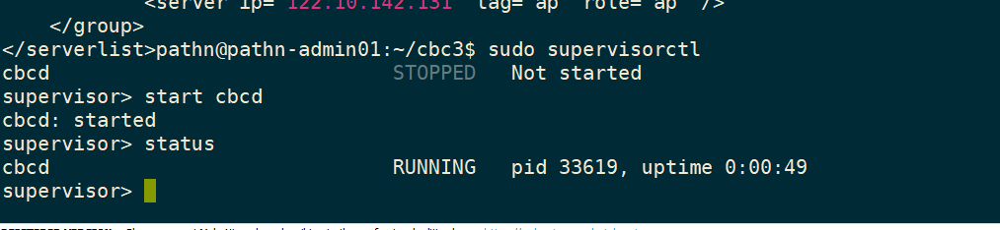 <server ip="122.10.142.131" tag="ap" role="ap" />
</group>
</serverlist>pathn@pathn-admin01:~/cbc3$ sudo supervisorctl
cbcd STOPPED Not started
supervisor> start cbcd
cbcd: started
supervisor> status
cbcd RUNNING pid 33619, uptime 0:00:49
supervisor>